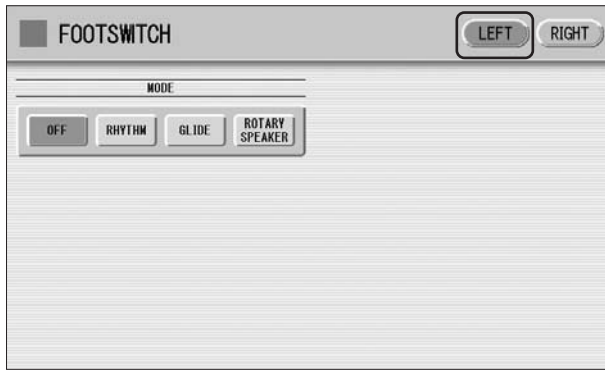 FOOTSWITCH
LEFT RIGHT
MODE
OFF RHYTHM GLIDE ROTARY
SPEAKER